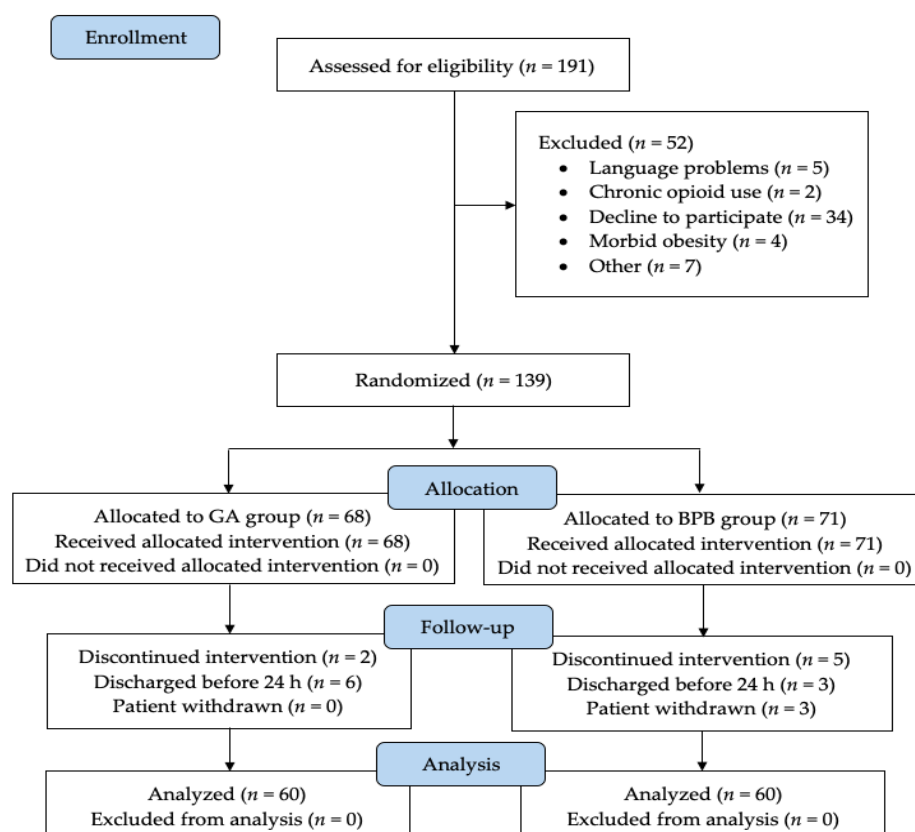 Enrollment
Assessed for eligibility (n = 191)
Excluded (n = 52)
• Language problems (n = 5)
• Chronic opioid use (n = 2)
• Decline to participate (n = 34)
• Morbid obesity (n = 4)
• Other (n = 7)
Randomized (n = 139)
Allocation
Allocated to GA group (n = 68)
Received allocated intervention (n = 68)
Did not received allocated intervention (n = 0)
Allocated to BPB group (n = 71)
Received allocated intervention (n = 71)
Did not received allocated intervention (n = 0)
Follow-up
Discontinued intervention (n = 2)
Discharged before 24 h (n = 6)
Patient withdrawn (n = 0)
Discontinued intervention (n = 5)
Discharged before 24 h (n = 3)
Patient withdrawn (n = 3)
Analysis
Analyzed (n = 60)
Excluded from analysis (n = 0)
Analyzed (n = 60)
Excluded from analysis (n = 0)